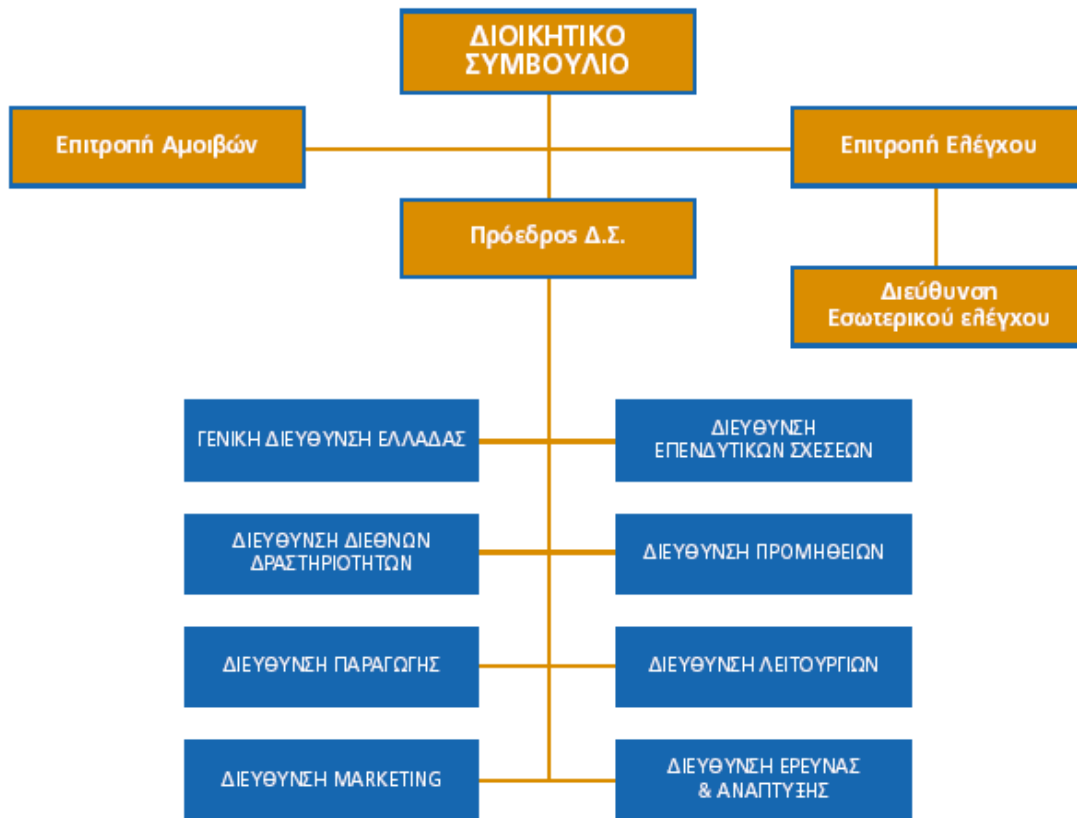 ΔΙΟΙΚΗΤΙΚΟ
ΣΥΜΒΟΥΛΙΟ
Επιτροπή Αμοιβών
Επιτροπή Ελέγχου
Πρόεδρος Δ.Σ.
Διεύθυνση
Εσωτερικού ελέγχου
ΓΕΝΙΚΗ ΔΙΕΥΘΥΝΣΗ ΕΛΛΑΔΑΣ
ΔΙΕΥΘΥΝΣΗ
ΕΠΕΝΔΥΤΙΚΩΝ ΣΧΕΣΕΩΝ
ΔΙΕΥΘΥΝΣΗ ΔΙΕΘΝΩΝ
ΔΡΑΣΤΗΡΙΟΤΗΤΩΝ
ΔΙΕΥΘΥΝΣΗ ΠΡΟΜΗΘΕΙΩΝ
ΔΙΕΥΘΥΝΣΗ ΠΑΡΑΓΩΓΗΣ
ΔΙΕΥΘΥΝΣΗ ΛΕΙΤΟΥΡΓΙΩΝ
ΔΙΕΥΘΥΝΣΗ MARKETING
ΔΙΕΥΘΥΝΣΗ ΕΡΕΥΝΑΣ
& ΑΝΑΠΤΥΞΗΣ